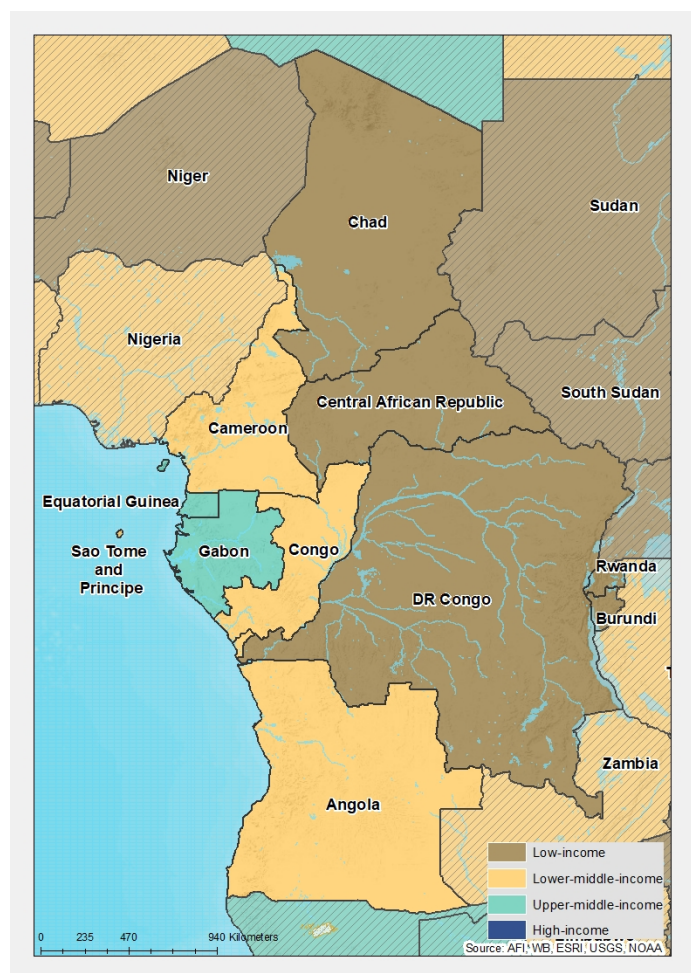 Niger
Chad
Sudan
Nigeria
South Sudan
Central African Republic
Cameroon
Equatorial Guinea
Sao Tome
and
Principe
Gabon
Congo
DR Congo
Rwanda
Burundi
Zambia
Angola
Low-income
Lower-middle-income
Upper-middle-income
High-income
0 235 470 940 Kilometers
Source: AFI, WB, ESRI, USGS, NOAA